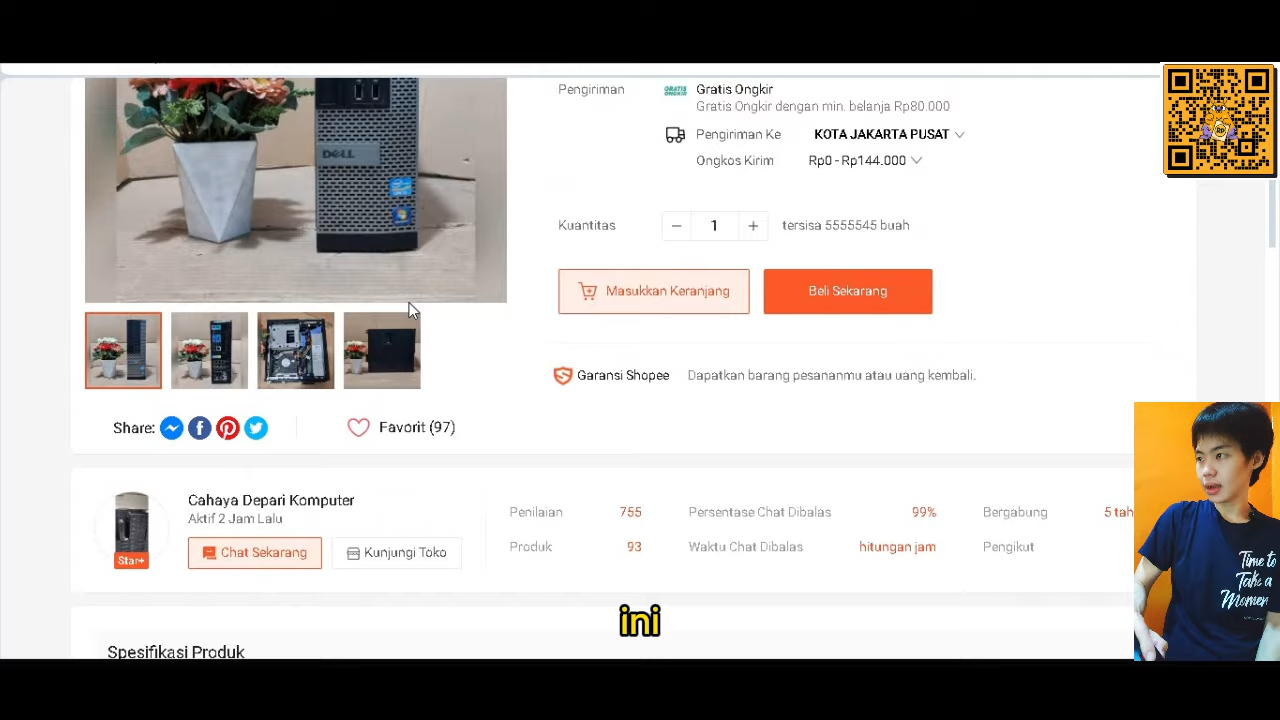 Pengiriman
GRATIS ONGKIR
Gratis Ongkir
Gratis Ongkir dengan min. belanja Rp80.000
Pengiriman Ke KOTA JAKARTA PUSAT
Ongkos Kirim Rp0 - Rp144.000
DELL
Kuantitas 1 tersisa 5555545 buah
Masukkan Keranjang
Beli Sekarang
Garansi Shopee Dapatkan barang pesananmu atau uang kembali.
Share:
Favorit (97)
Cahaya Depari Komputer
Aktif 2 Jam Lalu
Star+
Chat Sekarang
Kunjungi Toko
Penilaian 755
Persentase Chat Dibalas 99%
Bergabung 5 tah
Produk 93
Waktu Chat Dibalas hitungan jam
Pengikut
Time to
Take a
Momen
ini
Spesifikasi Produk